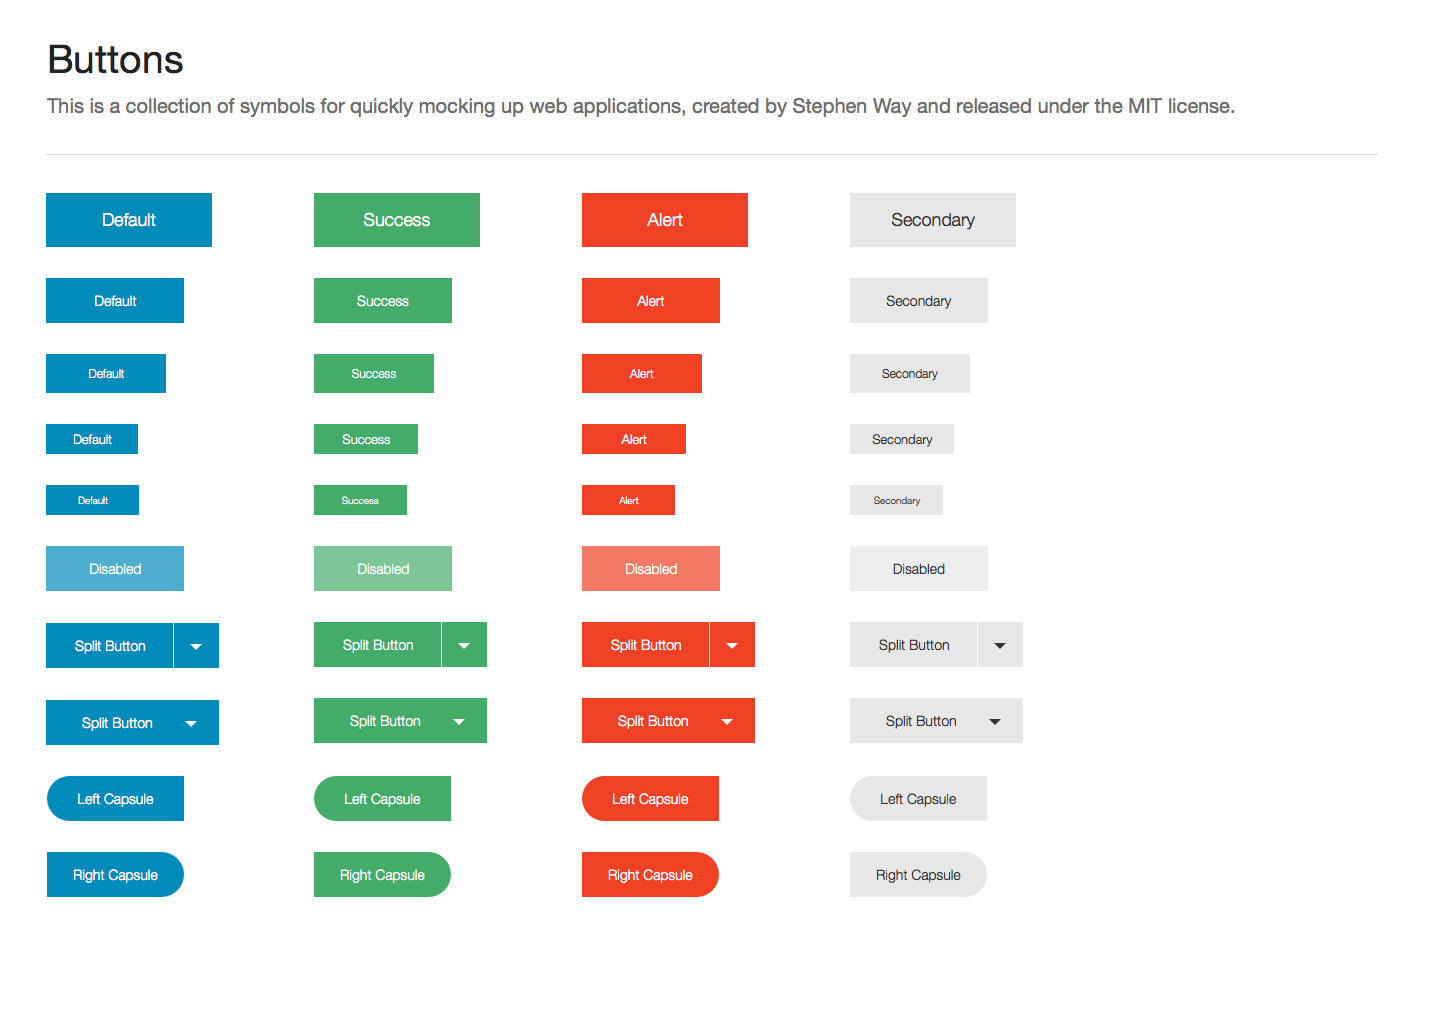 Buttons
This is a collection of symbols for quickly mocking up web applications, created by Stephen Way and released under the MIT license.
Default Success Alert Secondary
Default Success Alert Secondary
Default Success Alert Secondary
Default Success Alert Secondary
Default Success Alert Secondary
Disabled Disabled Disabled Disabled
Split Button Split Button Split Button Split Button
Split Button Split Button Split Button Split Button
Left Capsule Left Capsule Left Capsule Left Capsule
Right Capsule Right Capsule Right Capsule Right Capsule